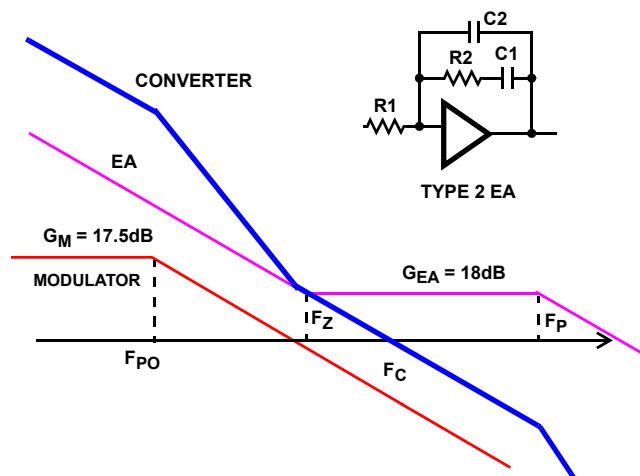 C2
R2
C1
CONVERTER
R1
EA
TYPE 2 EA
GM = 17.5dB
GEA = 18dB
MODULATOR
FZ
FP
FPO
FC